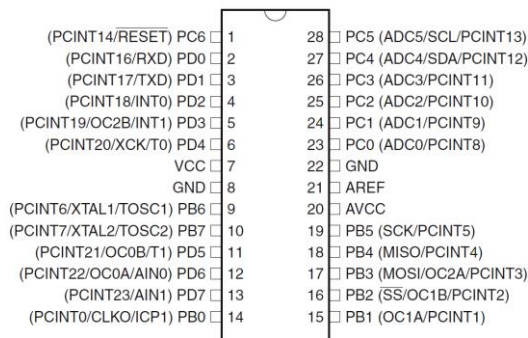 (PCINT14/RESET) PC6 1 28 PC5 (ADC5/SCL/PCINT13)
(PCINT16/RXD) PD0 2 27 PC4 (ADC4/SDA/PCINT12)
(PCINT17/TXD) PD1 3 26 PC3 (ADC3/PCINT11)
(PCINT18/INT0) PD2 4 25 PC2 (ADC2/PCINT10)
(PCINT19/OC2B/INT1) PD3 5 24 PC1 (ADC1/PCINT9)
(PCINT20/XCK/T0) PD4 6 23 PC0 (ADC0/PCINT8)
VCC 7 22 GND
GND 8 21 AREF
(PCINT6/XTAL1/TOSC1) PB6 9 20 AVCC
(PCINT7/XTAL2/TOSC2) PB7 10 19 PB5 (SCK/PCINT5)
(PCINT21/OC0B/T1) PD5 11 18 PB4 (MISO/PCINT4)
(PCINT22/OC0A/AIN0) PD6 12 17 PB3 (MOSI/OC2A/PCINT3)
(PCINT23/AIN1) PD7 13 16 PB2 (SS/OC1B/PCINT2)
(PCINT0/CLKO/ICP1) PB0 14 15 PB1 (OC1A/PCINT1)